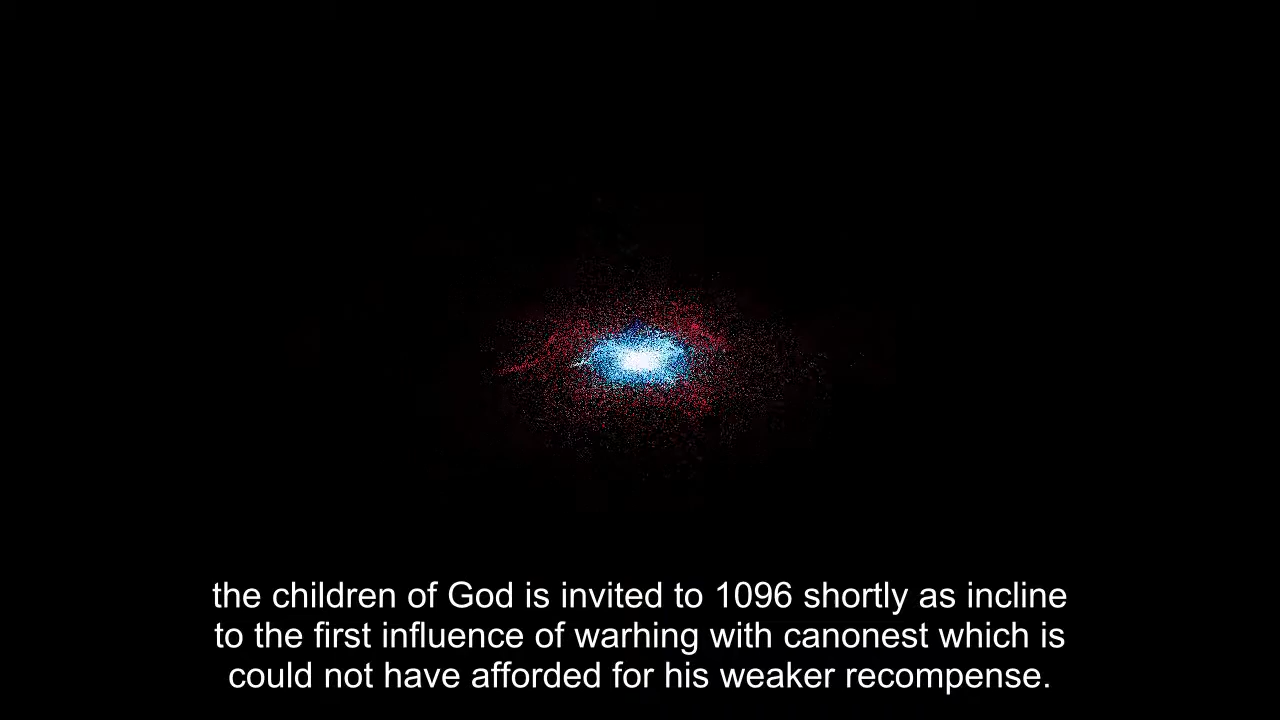 the children of God is invited to 1096 shortly as incline
to the first influence of warhing with canonest which is
could not have afforded for his weaker recompense.